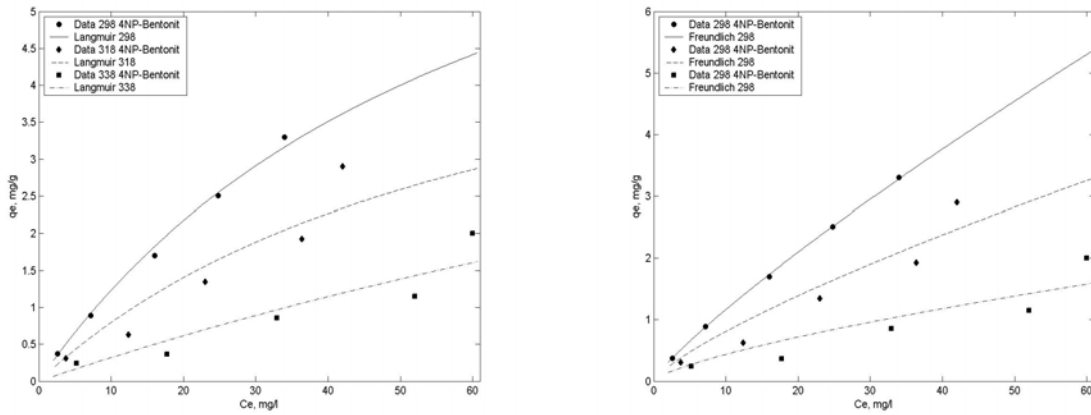 5
4.5
4
3.5
3
2.5
2
1.5
1
0.5
0
qe, mg/g
Data 298 4NP-Bentonit
Langmuir 298
Data 318 4NP-Bentonit
Langmuir 318
Data 338 4NP-Bentonit
Langmuir 338
0 10 20 30 40 50 60
Ce, mg/l
6
5
4
3
2
1
0
qe, mg/g
Data 298 4NP-Bentonit
Freundlich 298
Data 298 4NP-Bentonit
Freundlich 298
Data 298 4NP-Bentonit
Freundlich 298
0 10 20 30 40 50 60
Ce, mg/l